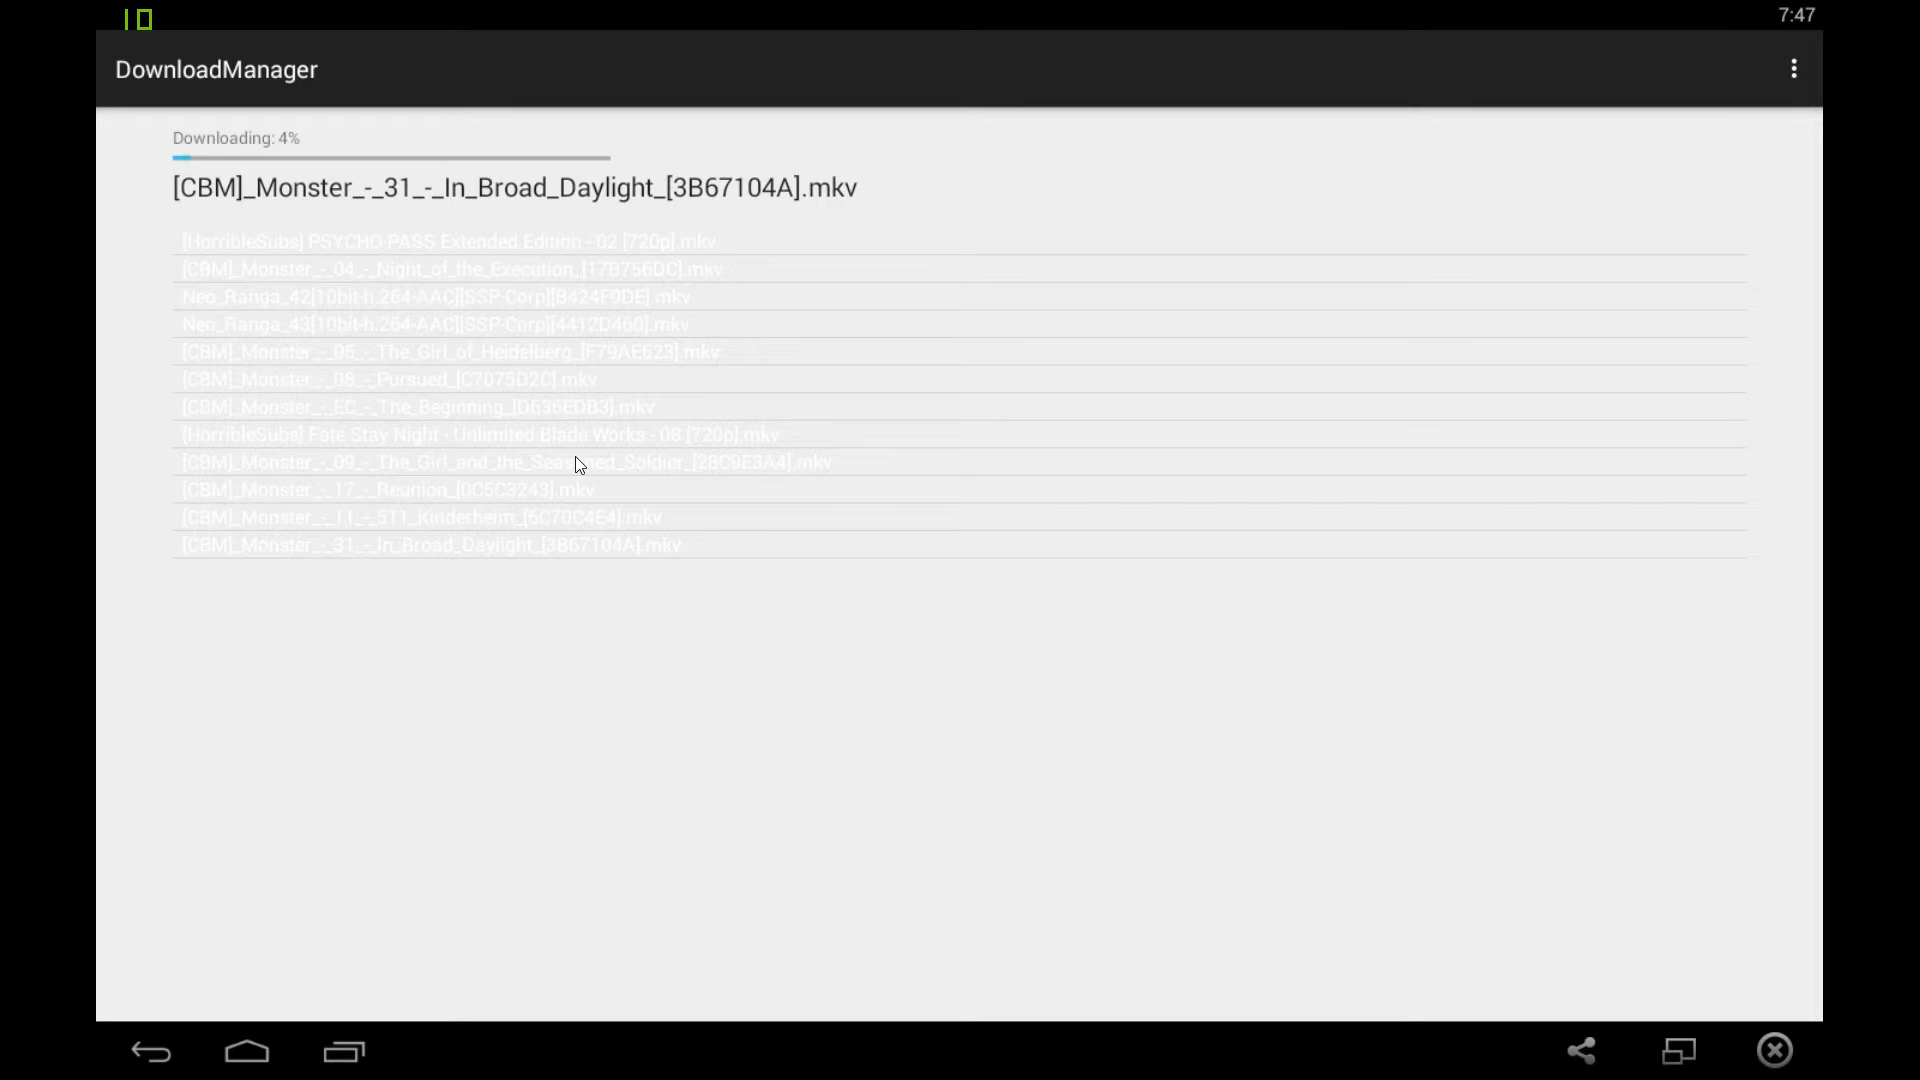 10
7:47
DownloadManager
Downloading: 4%
[CBM]_Monster_-_31_-_In_Broad_Daylight_[3B67104A].mkv
[HorribleSubs] PSYCHO-PASS Extended Edition - 02 [720p].mkv
[CBM]_Monster_-_04_-_Night_of_the_Execution_[17B756DC].mkv
Neo_Ranga_42[10bit-h.264-AAC][SSP-Corp][B424F9DE].mkv
Neo_Ranga_43[10bit-h.264-AAC][SSP-Corp][4412D460].mkv
[CBM]_Monster_-_05_-_The_Girl_of_Heidelberg_[F79AE623].mkv
[CBM]_Monster_-_08_-_Pursued_[C7075D2C].mkv
[CBM]_Monster_-_EC_-_The_Beginning_[D636EDB3].mkv
[HorribleSubs] Fate Stay Night - Unlimited Blade Works - 08 [720p].mkv
[CBM]_Monster_-_09_-_The_Girl_and_the_Seasoned_Soldier_[28C9E3A4].mkv
[CBM]_Monster_-_17_-_Reunion_[0C5C3243].mkv
[CBM]_Monster_-_11_-_511_Kinderheim_[6C70C4E4].mkv
[CBM]_Monster_-_31_-_In_Broad_Daylight_[3B67104A].mkv